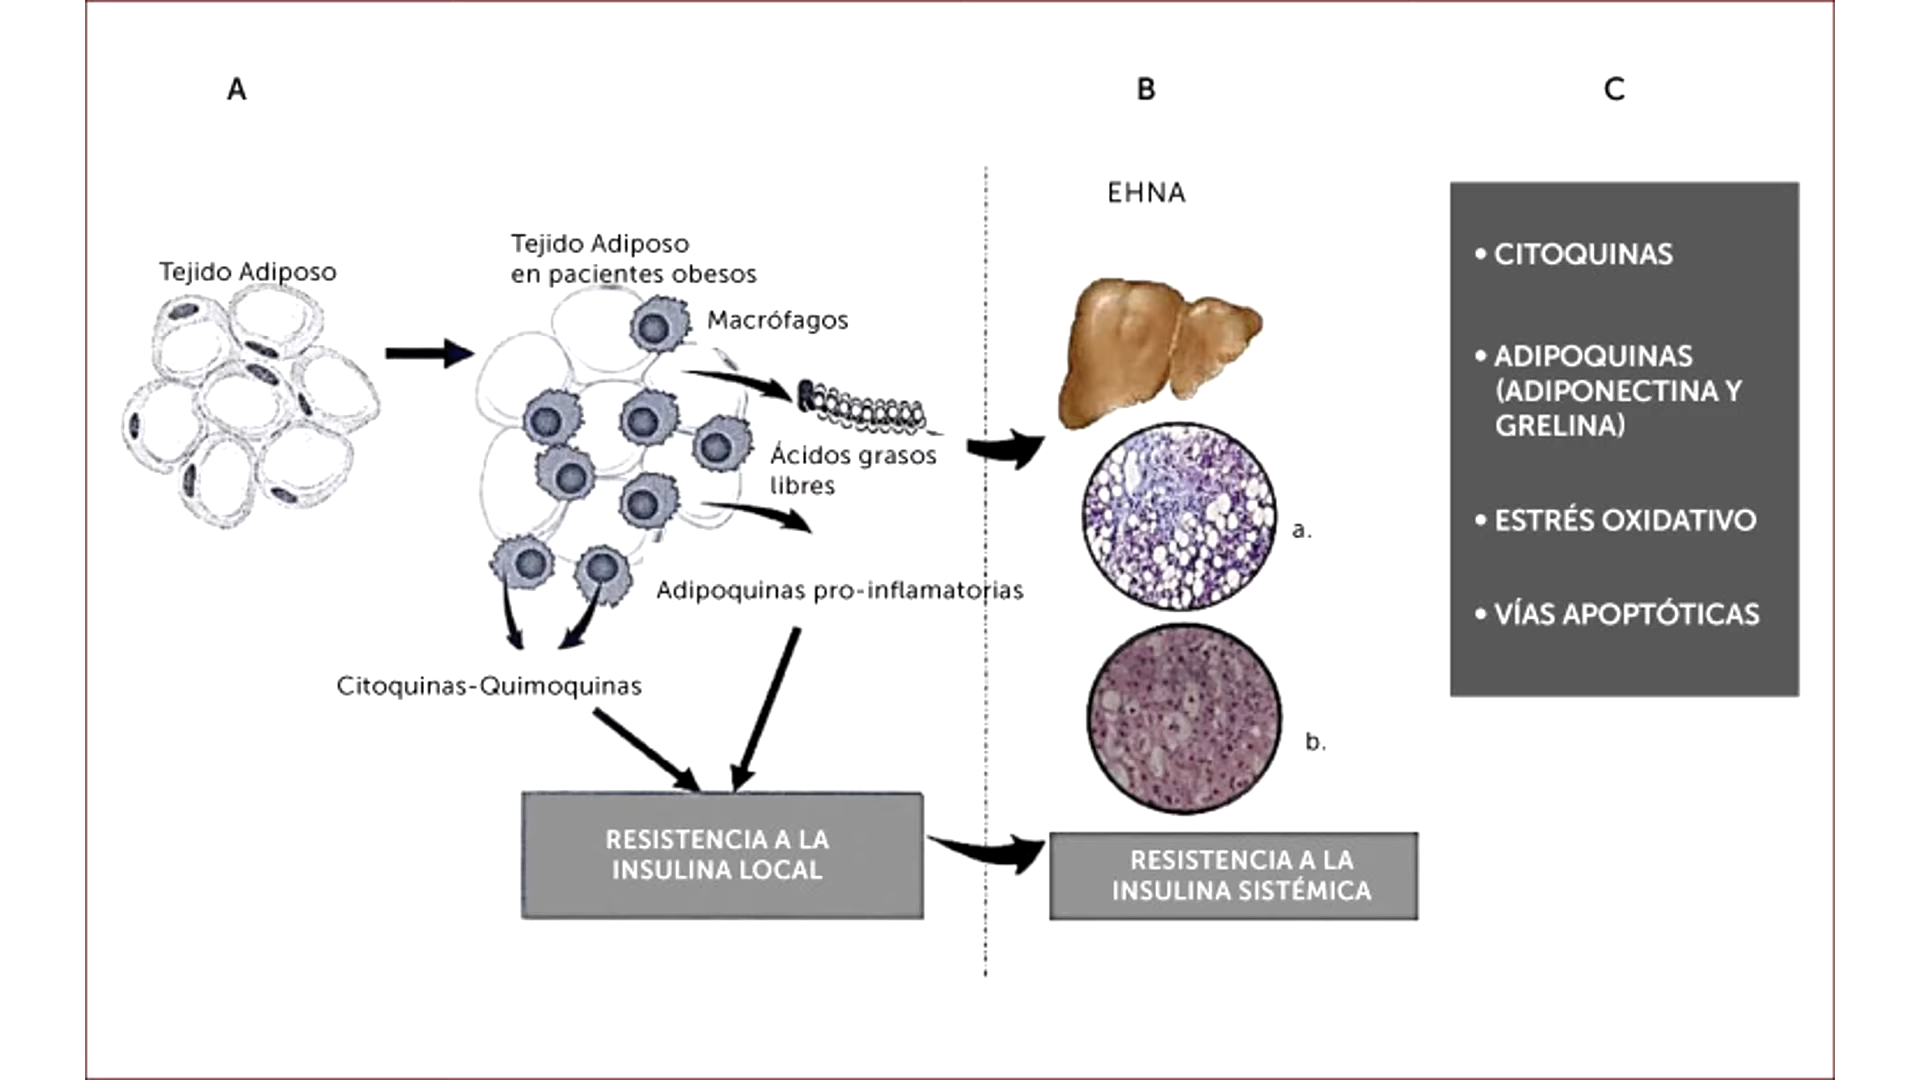 A
B
C
EHNA
Tejido Adiposo
Tejido Adiposo
en pacientes obesos
Macrófagos
Ácidos grasos
libres
Adipoquinas pro-inflamatorias
Citoquinas-Quimoquinas
RESISTENCIA A LA
INSULINA LOCAL
a.
b.
RESISTENCIA A LA
INSULINA SISTÉMICA
• CITOQUINAS
• ADIPOQUINAS
(ADIPONECTINA Y
GRELINA)
• ESTRÉS OXIDATIVO
• VÍAS APOPTÓTICAS